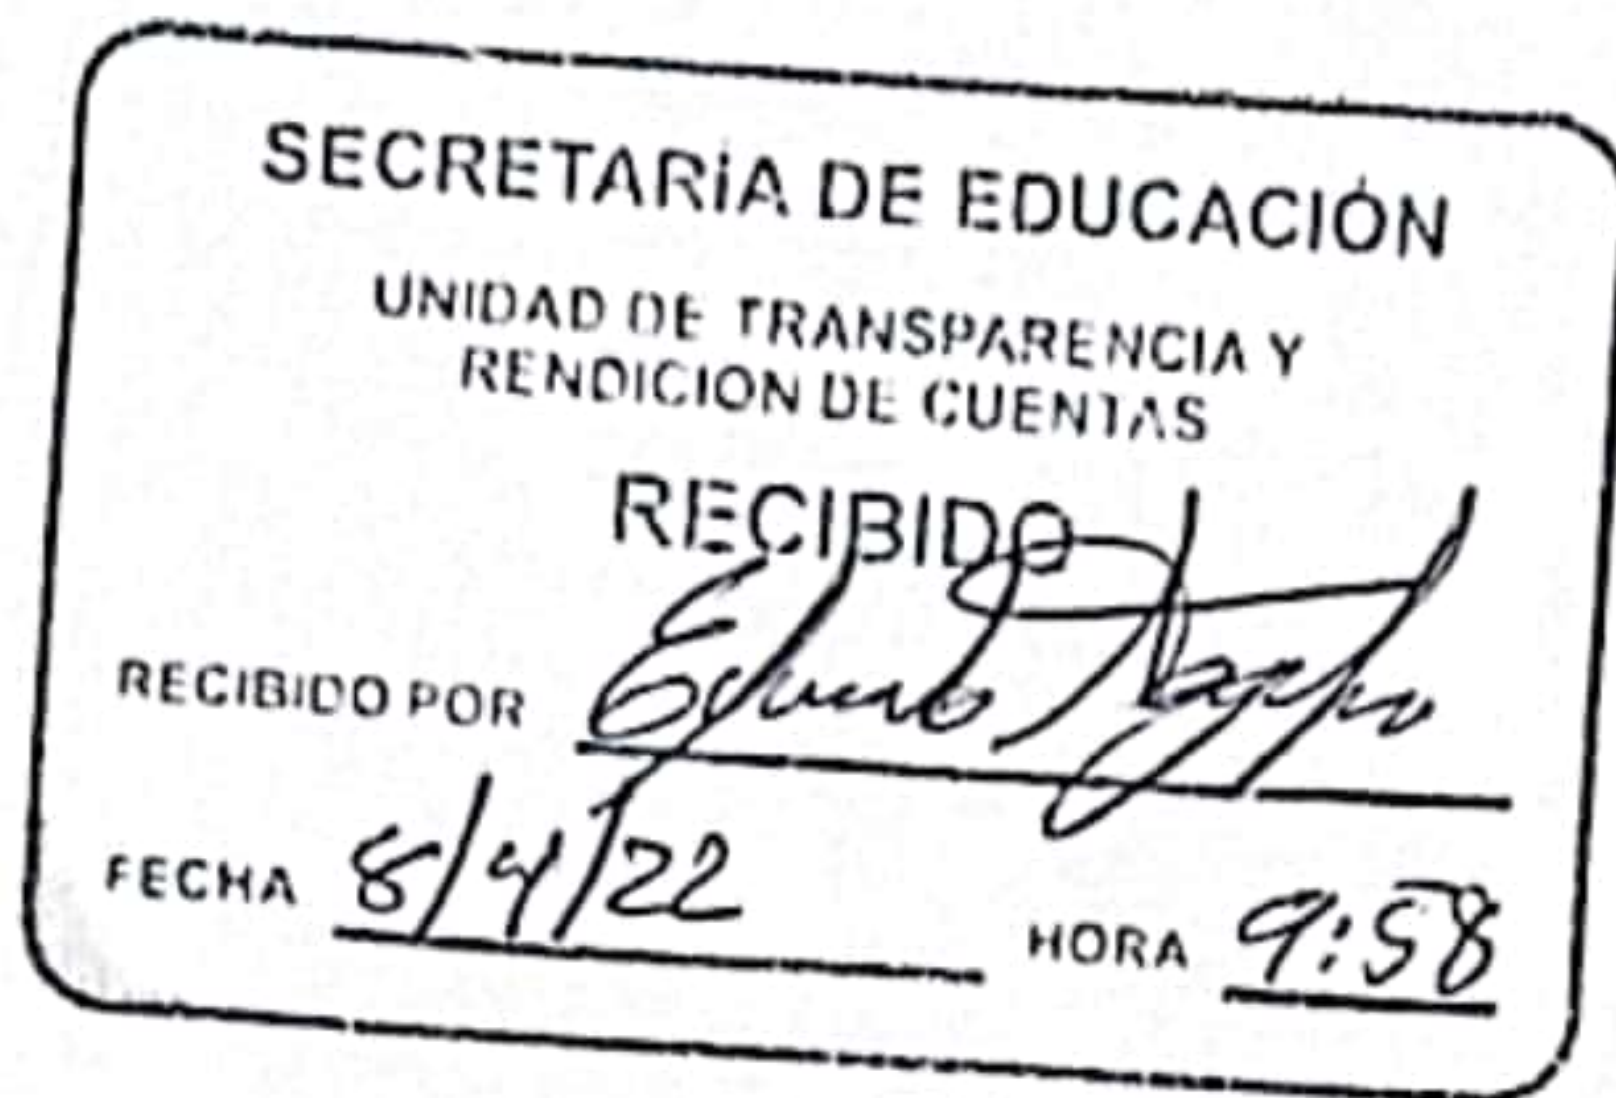 SECRETARÍA DE EDUCACIÓN
UNIDAD DE TRANSPARENCIA Y
RENDICION DE CUENTAS
RECIBIDO
RECIBIDO POR
FECHA 8/4/22 HORA 9:58